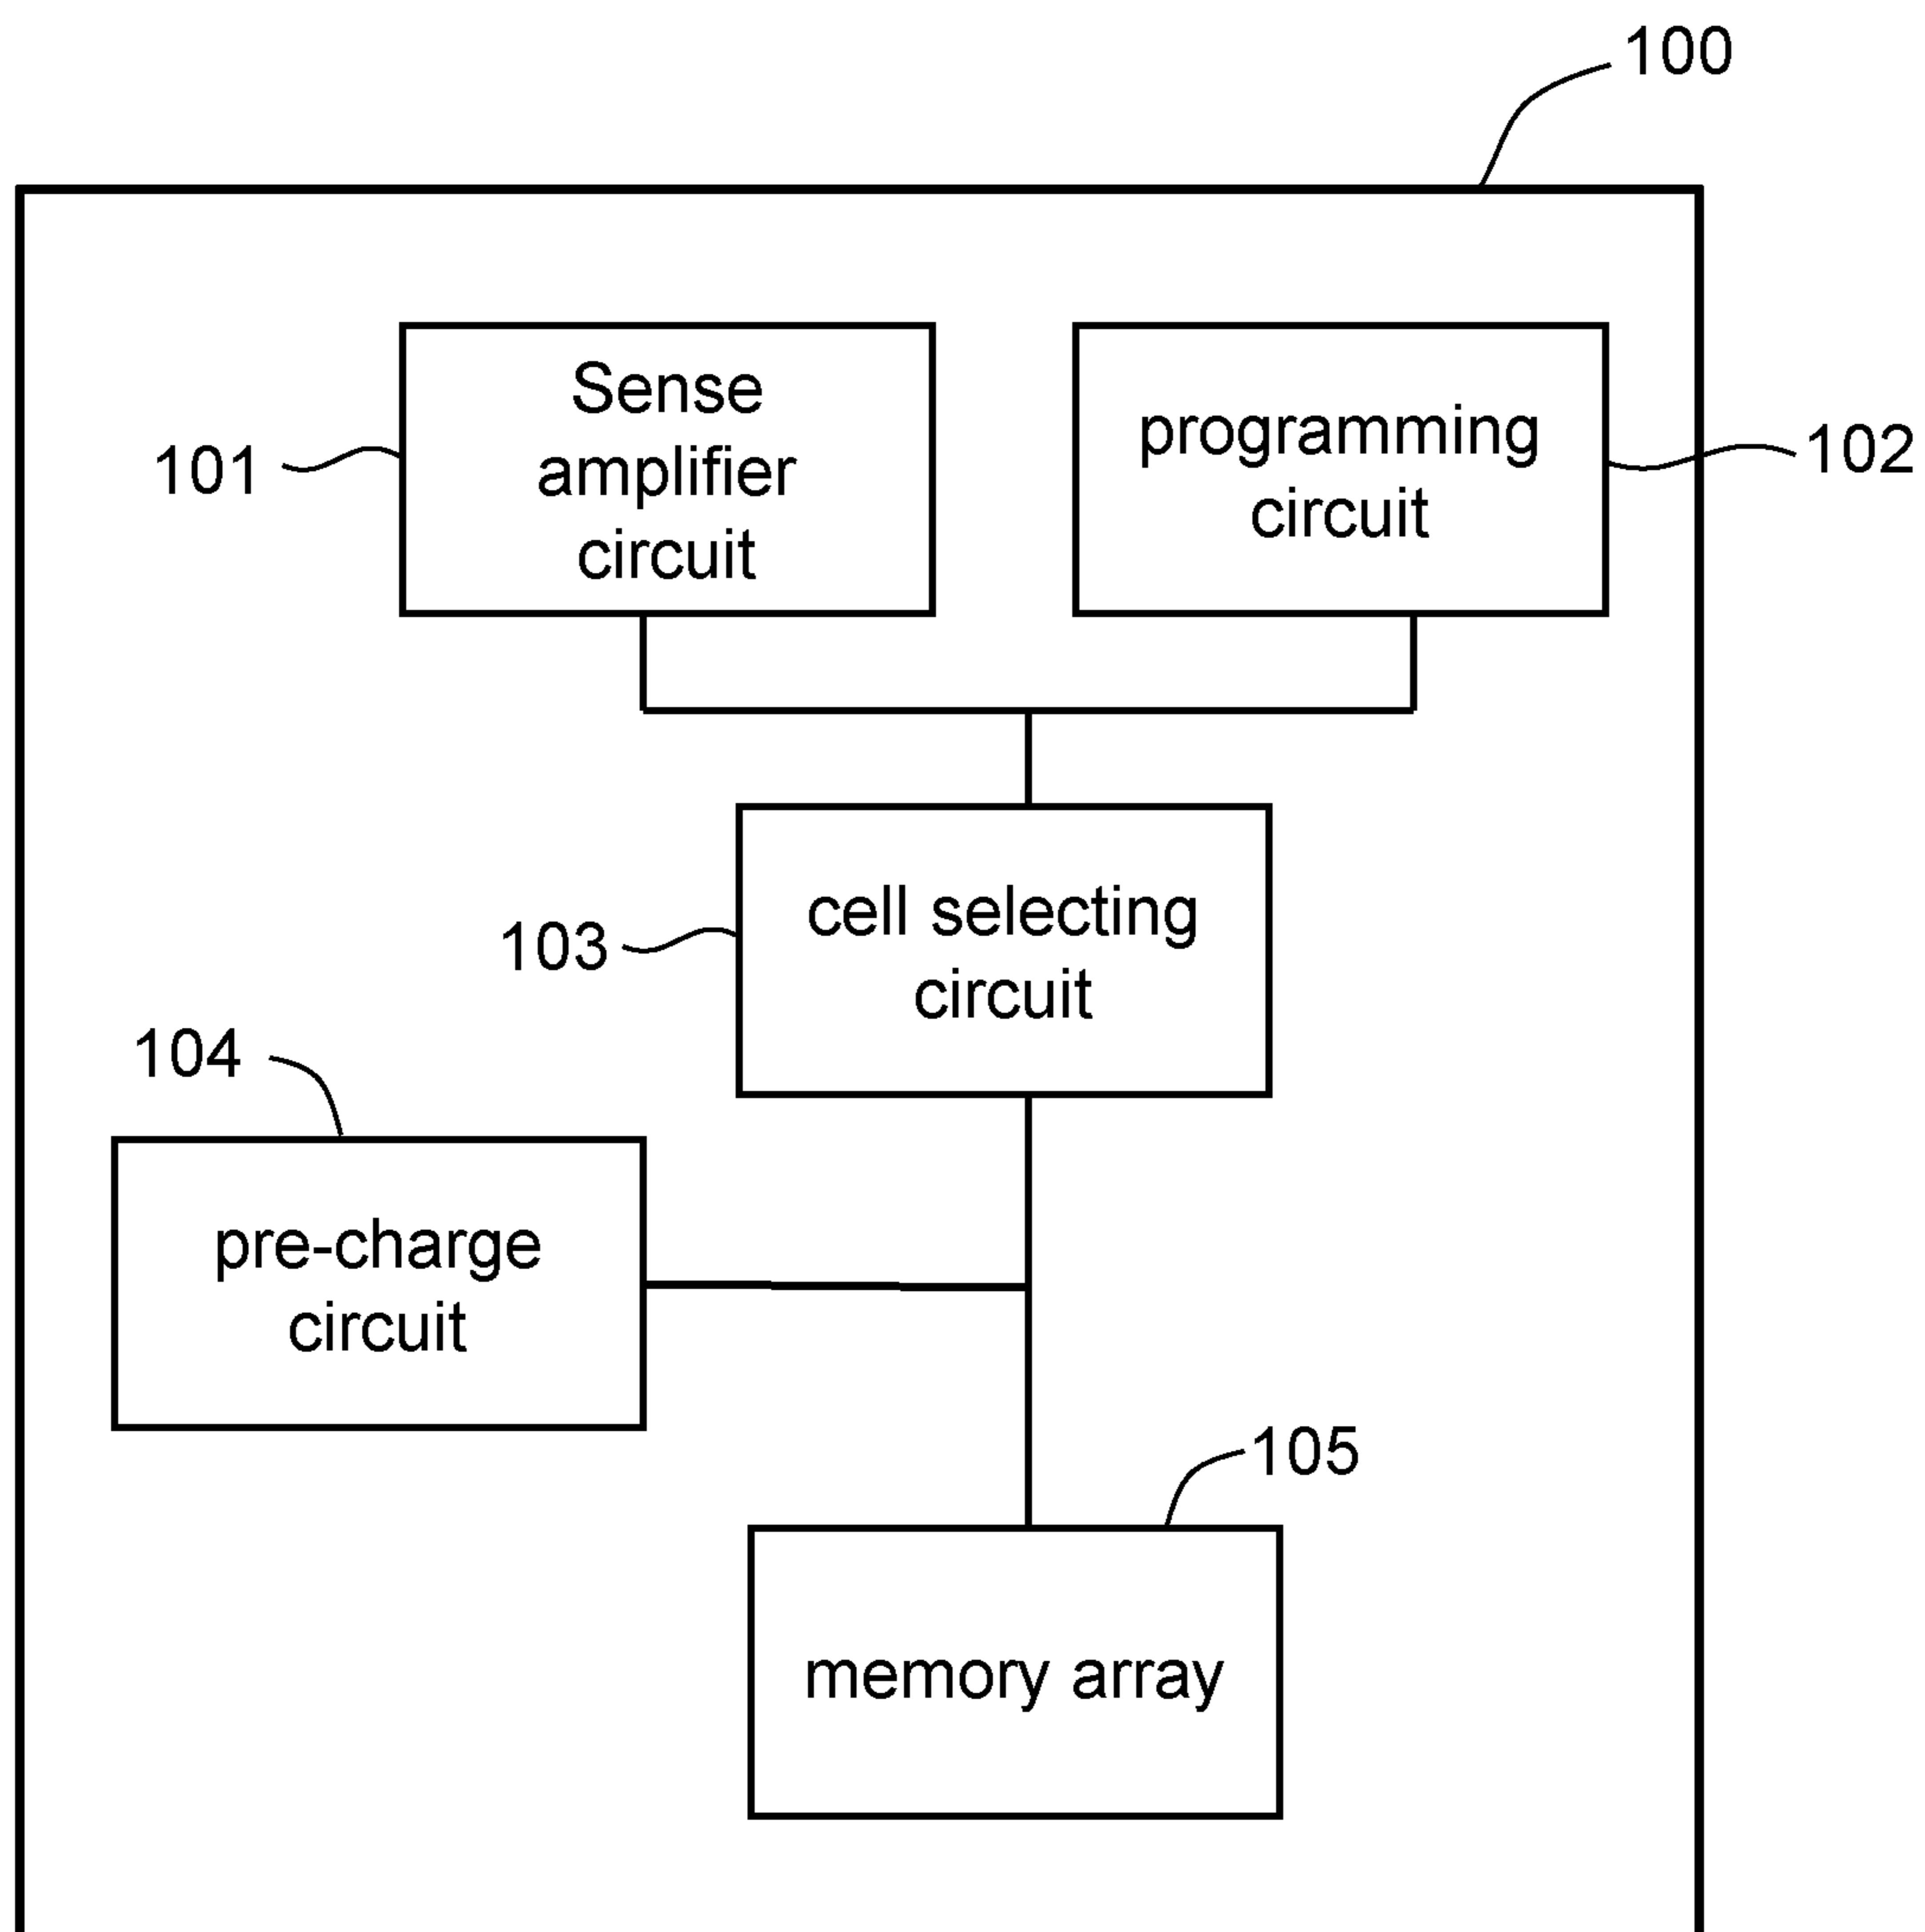 100
Sense
amplifier
circuit
101
programming
circuit
102
cell selecting
circuit
103
104
pre-charge
circuit
105
memory array